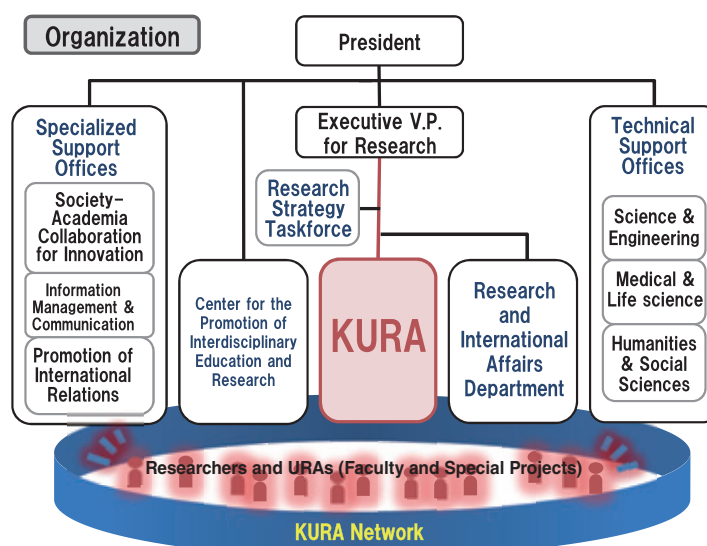 Organization
President
Executive V.P.
for Research
Specialized
Support
Offices
Society-
Academia
Collaboration
for Innovation
Information
Management &
Communication
Promotion of
International
Relations
Research
Strategy
Taskforce
Center for the
Promotion of
Interdisciplinary
Education and
Research
KURA
Research
and
International
Affairs
Department
Technical
Support
Offices
Science &
Engineering
Medical &
Life science
Humanities
& Social
Sciences
Researchers and URAs (Faculty and Special Projects)
KURA Network